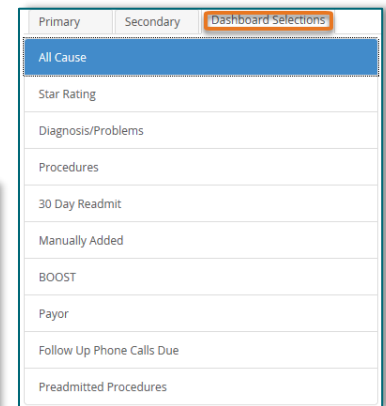 Primary Secondary Dashboard Selections
All Cause
Star Rating
Diagnosis/Problems
Procedures
30 Day Readmit
Manually Added
BOOST
Payor
Follow Up Phone Calls Due
Preadmitted Procedures